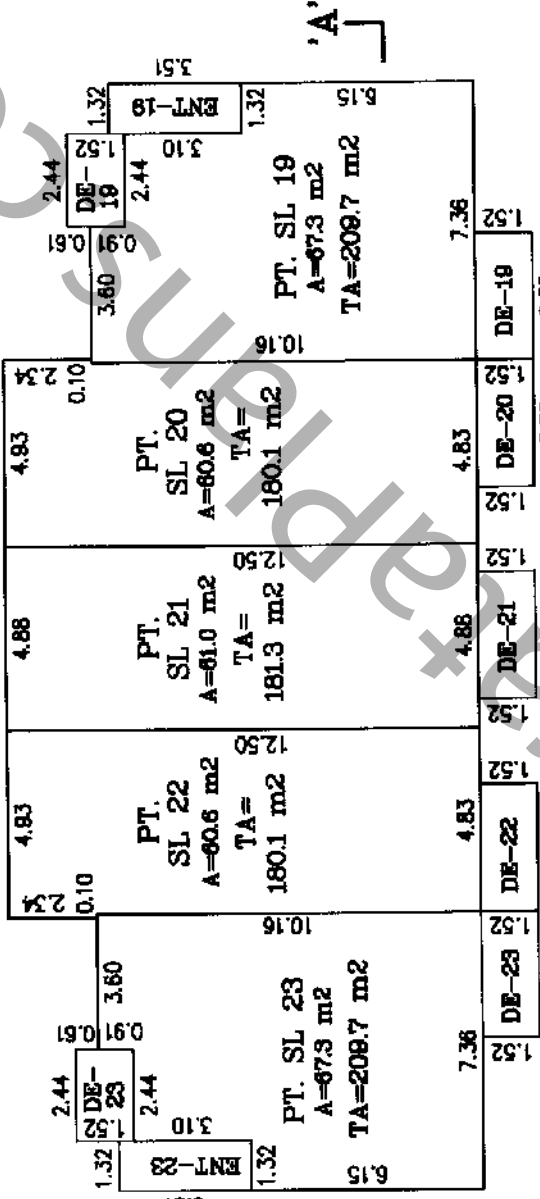 'A'
3.51
1.32
ENT-19
1.32
6.15
2.44
1.52
DE-
19
3.10
2.44
0.61
0.91
3.60
PT. SL 19
A=67.3 m2
TA=209.7 m2
7.36
1.52
DE-19
10.16
2.34
0.10
4.93
PT.
SL 20
A=60.6 m2
TA=
180.1 m2
4.83
1.52
DE-20
1.52
12.50
4.88
PT.
SL 21
A=61.0 m2
TA=
181.3 m2
4.88
1.52
DE-21
1.52
12.50
4.93
PT.
SL 22
A=60.6 m2
TA=
180.1 m2
4.83
1.52
DE-22
1.52
2.34
0.10
10.16
3.60
0.61
0.91
2.44
DE-
23
1.52
2.44
3.10
1.32
ENT-23
1.32
6.15
PT. SL 23
A=67.3 m2
TA=209.7 m2
7.36
DE-23
1.52